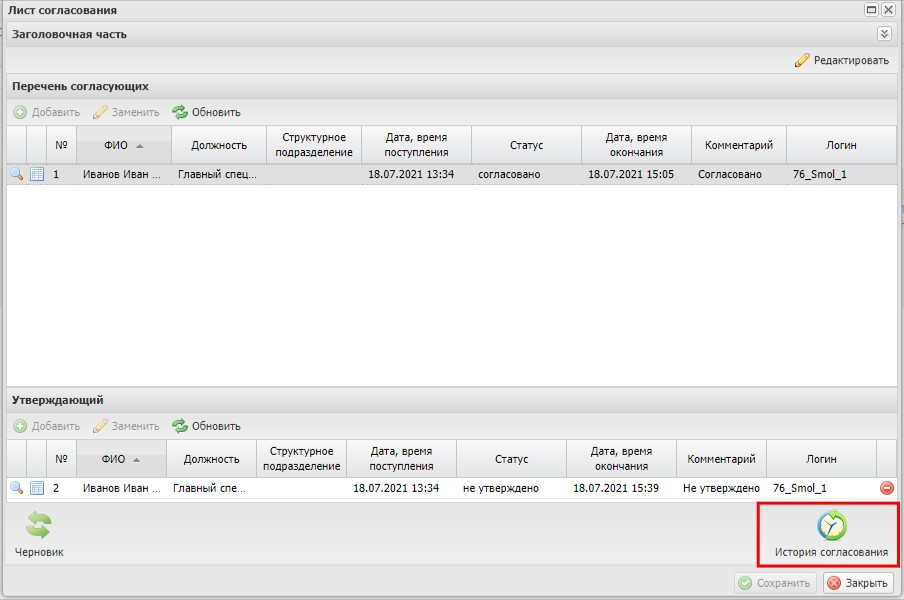 Лист согласования
Заголовочная часть
Редактировать
Перечень согласующих
Добавить Заменить Обновить
№ ФИО Должность Структурное подразделение Дата, время поступления Статус Дата, время окончания Комментарий Логин
1 Иванов Иван ... Главный спец... 18.07.2021 13:34 согласовано 18.07.2021 15:05 Согласовано 76_Smol_1
Утверждающий
Добавить Заменить Обновить
№ ФИО Должность Структурное подразделение Дата, время поступления Статус Дата, время окончания Комментарий Логин
2 Иванов Иван ... Главный спе... 18.07.2021 13:34 не утверждено 18.07.2021 15:39 Не утверждено 76_Smol_1
Черновик История согласования
Сохранить Закрыть